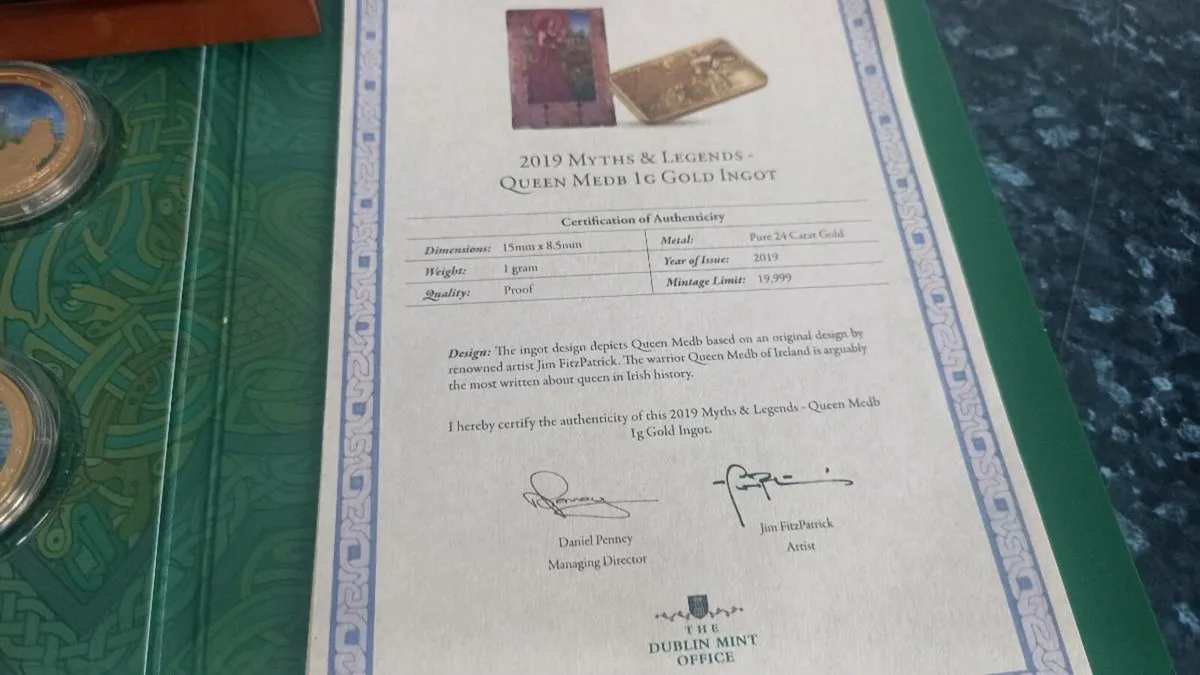 2019 Myths & Legends -
Queen Medb 1g Gold Ingot
Certification of Authenticity
Dimensions: 15mm x 8.5mm
Metal: Pure 24 Carat Gold
Weight: 1 gram
Year of Issue: 2019
Quality: Proof
Mintage Limit: 19,999
Design: The ingot design depicts Queen Medb based on an original design by
renowned artist Jim FitzPatrick. The warrior Queen Medb of Ireland is arguably
the most written about queen in Irish history.
I hereby certify the authenticity of this 2019 Myths & Legends - Queen Medb
1g Gold Ingot.
Daniel Penney
Managing Director
Jim FitzPatrick
Artist
THE
DUBLIN MINT
OFFICE